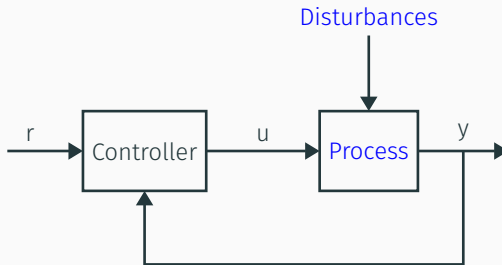 Disturbances
r
Controller
u
Process
y